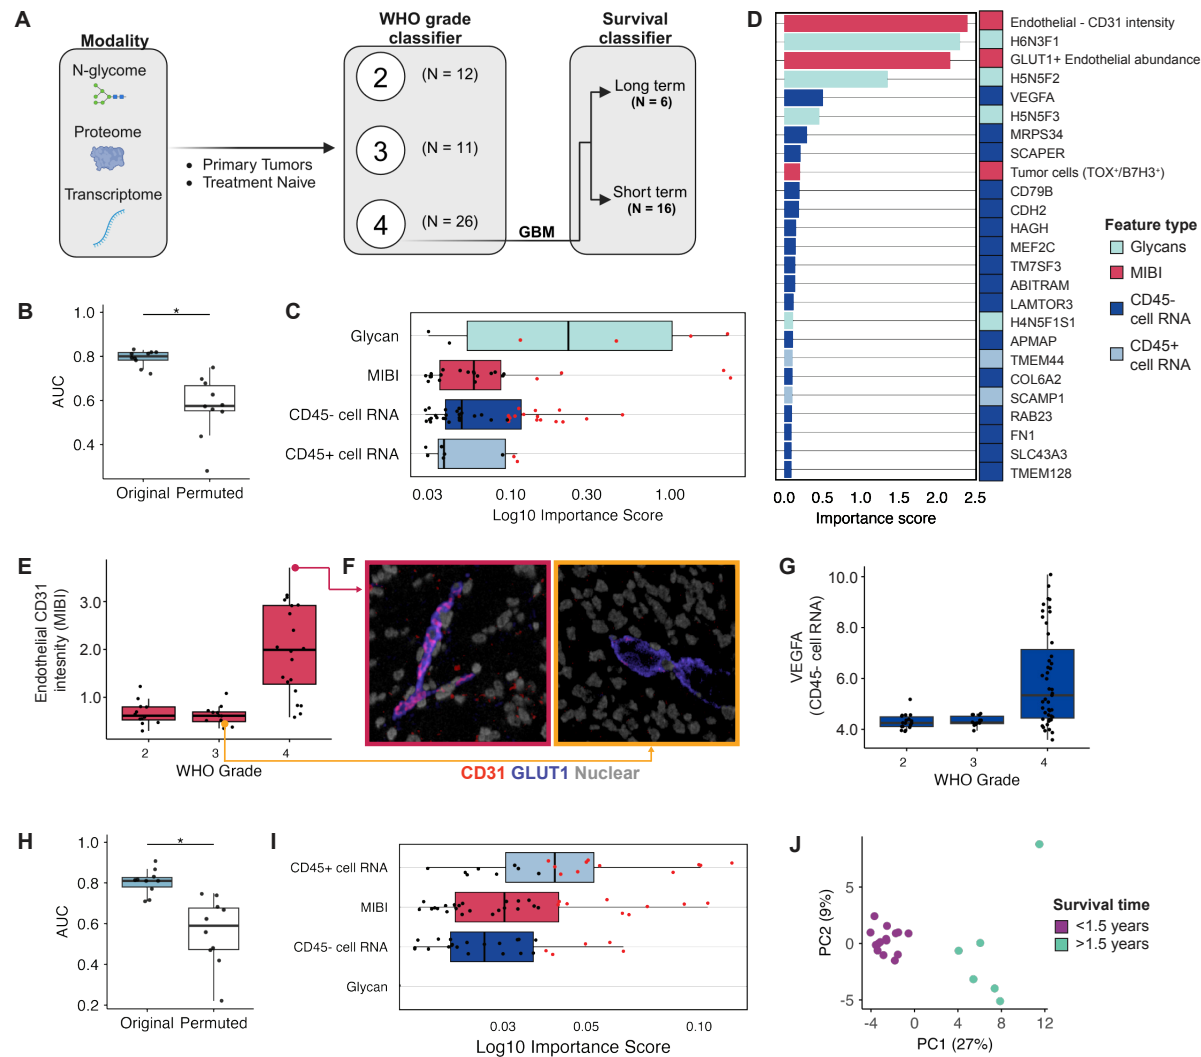 A
Modality
N-glycome
Proteome
Transcriptome
Primary Tumors
Treatment Naive
WHO grade
classifier
2
(N = 12)
3
(N = 11)
4
(N = 26)
GBM
Survival
classifier
Long term
(N = 6)
Short term
(N = 16)
B
*
AUC
1.0
0.8
0.6
0.4
Original
Permuted
C
Glycan
MIBI
CD45- cell RNA
CD45+ cell RNA
0.03
0.10
0.30
1.00
Log10 Importance Score
D
Endothelial - CD31 intensity
H6N3F1
GLUT1+ Endothelial abundance
H5N5F2
VEGFA
H5N5F3
MRPS34
SCAPER
Tumor cells (TOX⁺/B7H3⁺)
CD79B
CDH2
HAGH
MEF2C
TM7SF3
ABITRAM
LAMTOR3
H4N5F1S1
APMAP
TMEM44
COL6A2
SCAMP1
RAB23
FN1
SLC43A3
TMEM128
0.0
0.5
1.0
1.5
2.0
2.5
Importance score
Feature type
Glycans
MIBI
CD45-
cell RNA
CD45+
cell RNA
E
Endothelial CD31
intesnity (MIBI)
3.0
2.0
1.0
2
3
4
WHO Grade
F
CD31 GLUT1 Nuclear
G
VEGFA
(CD45- cell RNA)
10.0
8.0
6.0
4.0
2
3
4
WHO Grade
H
*
AUC
1.0
0.8
0.6
0.4
0.2
Original
Permuted
I
CD45+ cell RNA
MIBI
CD45- cell RNA
Glycan
0.03
0.05
0.10
Log10 Importance Score
J
PC2 (9%)
5
0
-5
-4
0
4
8
12
PC1 (27%)
Survival time
<1.5 years
>1.5 years